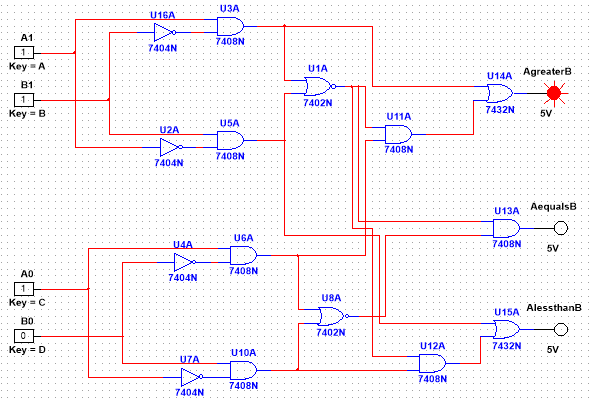 U16A
U3A
A1
1
Key = A
7404N
7408N
U1A
U14A
AgreaterB
B1
1
Key = B
7402N
U11A
7432N
5V
U2A
U5A
7404N
7408N
7408N
U13A
AequalsB
U4A
U6A
7408N
5V
A0
1
Key = C
7404N
7408N
U8A
U15A
AlessthanB
B0
0
Key = D
7402N
U12A
7432N
5V
U7A
U10A
7404N
7408N
7408N